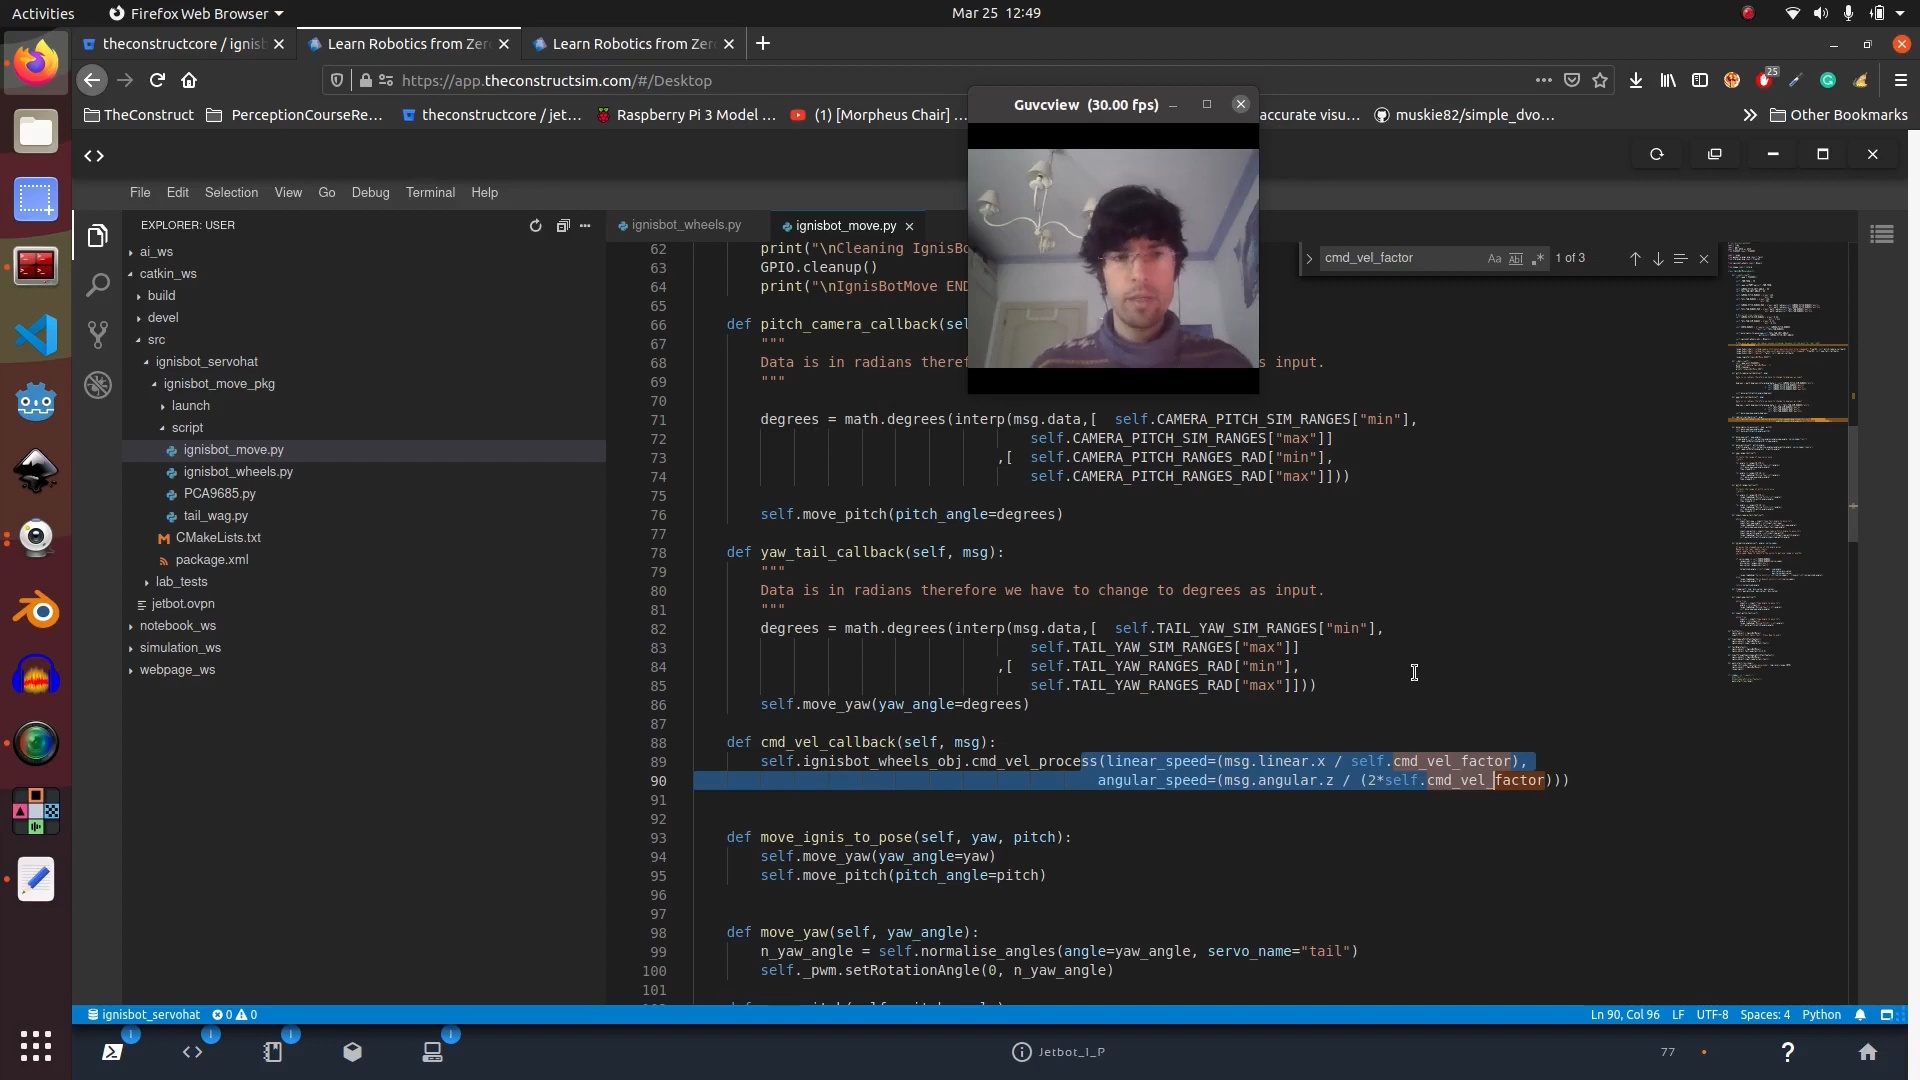 Activities
Firefox Web Browser
Mar 25 12:49
theconstructcore / ignis
Learn Robotics from Zer
Learn Robotics from Zer
https://app.theconstructsim.com/#/Desktop
25
TheConstruct
PerceptionCourseRe...
theconstructcore / jet...
Raspberry Pi 3 Model ...
(1) [Morpheus Chair] ...
accurate visu...
muskie82/simple_dvo...
Other Bookmarks
Guvcview (30.00 fps)
File
Edit
Selection
View
Go
Debug
Terminal
Help
EXPLORER: USER
ai_ws
catkin_ws
build
devel
src
ignisbot_servohat
ignisbot_move_pkg
launch
script
ignisbot_move.py
ignisbot_wheels.py
PCA9685.py
tail_wag.py
CMakeLists.txt
package.xml
lab_tests
jetbot.ovpn
notebook_ws
simulation_ws
webpage_ws
ignisbot_wheels.py
ignisbot_move.py
cmd_vel_factor
1 of 3
62 print("\nCleaning IgnisBo
63 GPIO.cleanup()
64 print("\nIgnisBotMove END
65
66 def pitch_camera_callback(sel
67 """
68 Data is in radians theref s input.
69 """
70
71 degrees = math.degrees(interp(msg.data,[ self.CAMERA_PITCH_SIM_RANGES["min"],
72 self.CAMERA_PITCH_SIM_RANGES["max"]]
73 ,[ self.CAMERA_PITCH_RANGES_RAD["min"],
74 self.CAMERA_PITCH_RANGES_RAD["max"]]))
75
76 self.move_pitch(pitch_angle=degrees)
77
78 def yaw_tail_callback(self, msg):
79 """
80 Data is in radians therefore we have to change to degrees as input.
81 """
82 degrees = math.degrees(interp(msg.data,[ self.TAIL_YAW_SIM_RANGES["min"],
83 self.TAIL_YAW_SIM_RANGES["max"]]
84 ,[ self.TAIL_YAW_RANGES_RAD["min"],
85 self.TAIL_YAW_RANGES_RAD["max"]]))
86 self.move_yaw(yaw_angle=degrees)
87
88 def cmd_vel_callback(self, msg):
89 self.ignisbot_wheels_obj.cmd_vel_process(linear_speed=(msg.linear.x / self.cmd_vel_factor),
90 angular_speed=(msg.angular.z / (2*self.cmd_vel_factor)))
91
92
93 def move_ignis_to_pose(self, yaw, pitch):
94 self.move_yaw(yaw_angle=yaw)
95 self.move_pitch(pitch_angle=pitch)
96
97
98 def move_yaw(self, yaw_angle):
99 n_yaw_angle = self.normalise_angles(angle=yaw_angle, servo_name="tail")
100 self._pwm.setRotationAngle(0, n_yaw_angle)
101
ignisbot_servohat
0
0
Ln 90, Col 96
LF
UTF-8
Spaces: 4
Python
Jetbot_I_P
77